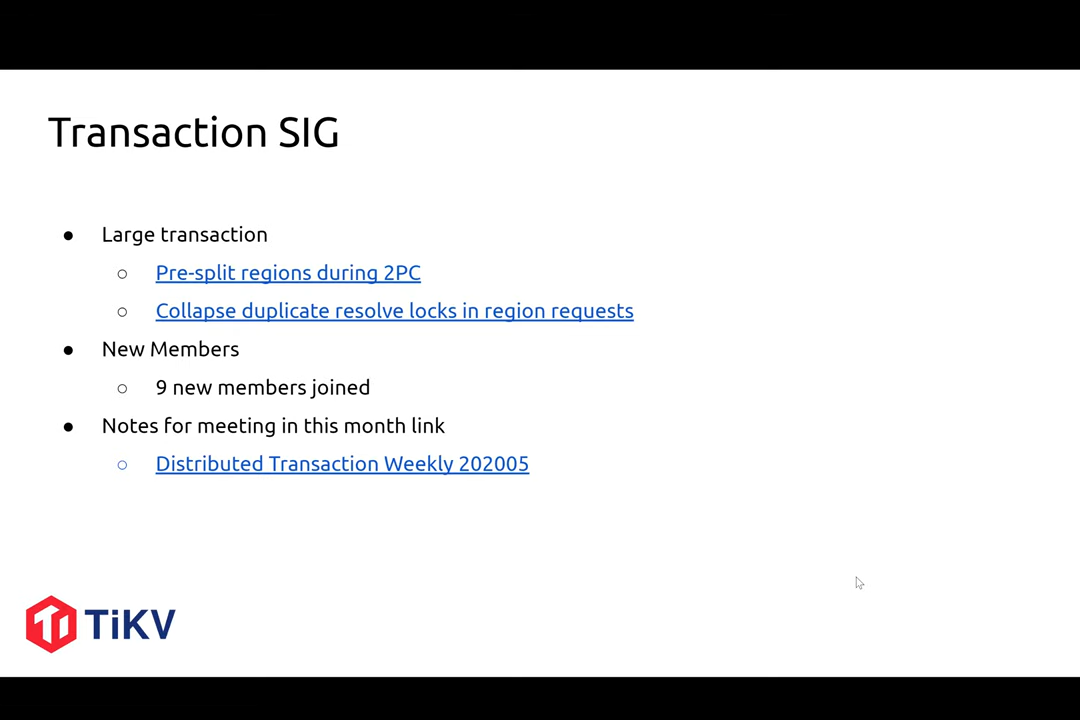 Transaction SIG
● Large transaction
○ Pre-split regions during 2PC
○ Collapse duplicate resolve locks in region requests
● New Members
○ 9 new members joined
● Notes for meeting in this month link
○ Distributed Transaction Weekly 202005
TiKV